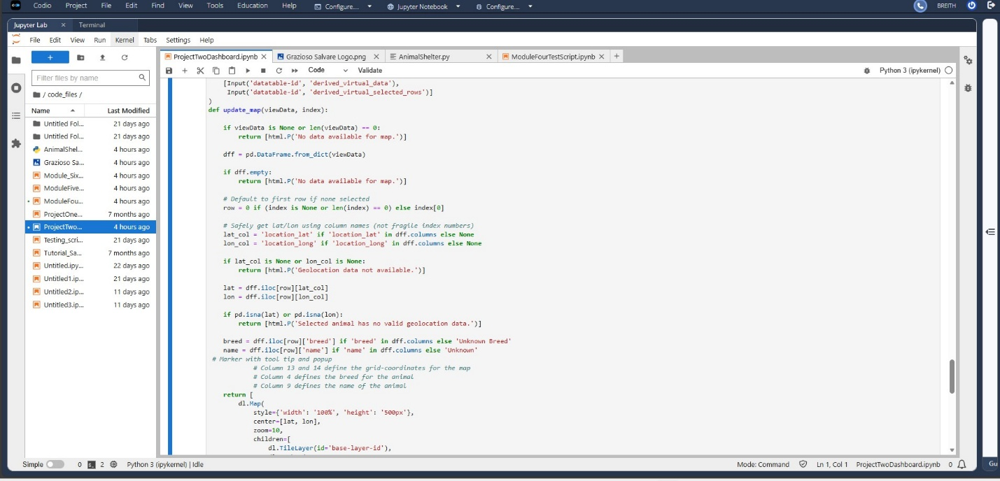 Codio Project File Edit Find View Tools Education Help Configure.... Jupyter Notebook Configure.... BREITH
Jupyter Lab × Terminal
File Edit View Run Kernel Tabs Settings Help
+ ProjectTwoDashboard.ipynb × Grazioso Salvare Logo.png × AnimalShelter.py × ModuleFourTestScript.ipynb × +
Filter files by name
Code Validate Python 3 (ipykernel)
/ code_files /
Name Last Modified
Untitled Fol... 21 days ago
Untitled Fol... 21 days ago
AnimalShel... 4 hours ago
Grazioso Sa... 4 hours ago
Module_Six... 4 hours ago
ModuleFive... 4 hours ago
ModuleFou... 4 hours ago
ProjectOne... 7 months ago
ProjectTwo... 4 hours ago
Testing_scri... 21 days ago
Tutorial_Sa... 7 months ago
Untitled.ipy... 22 days ago
Untitled1.ip... 21 days ago
Untitled2.ip... 11 days ago
Untitled3.ip... 11 days ago
[Input('datatable-id', 'derived_virtual_data'),
Input('datatable-id', 'derived_virtual_selected_rows')]
)
def update_map(viewData, index):
if viewData is None or len(viewData) == 0:
return [html.P('No data available for map.')]
dff = pd.DataFrame.from_dict(viewData)
if dff.empty:
return [html.P('No data available for map.')]
# Default to first row if none selected
row = 0 if (index is None or len(index) == 0) else index[0]
# Safely get lat/lon using column names (not fragile index numbers)
lat_col = 'location_lat' if 'location_lat' in dff.columns else None
lon_col = 'location_long' if 'location_long' in dff.columns else None
if lat_col is None or lon_col is None:
return [html.P('Geolocation data not available.')]
lat = dff.iloc[row][lat_col]
lon = dff.iloc[row][lon_col]
if pd.isna(lat) or pd.isna(lon):
return [html.P('Selected animal has no valid geolocation data.')]
breed = dff.iloc[row]['breed'] if 'breed' in dff.columns else 'Unknown Breed'
name = dff.iloc[row]['name'] if 'name' in dff.columns else 'Unknown'
# Marker with tool tip and popup
# Column 13 and 14 define the grid-coordinates for the map
# Column 4 defines the breed for the animal
# Column 9 defines the name of the animal
return [
dl.Map(
style={'width': '100%', 'height': '500px'},
center=[lat, lon],
zoom=10,
children=[
dl.TileLayer(id='base-layer-id'),
Simple 0 2 Python 3 (ipykernel) | Idle Mode: Command Ln 1, Col 1 ProjectTwoDashboard.ipynb 0
Gu